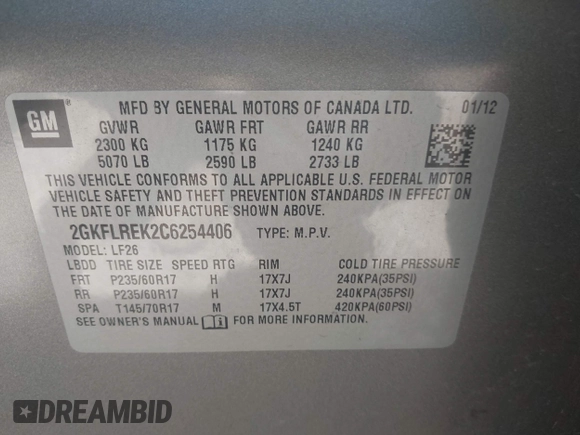 GM
MFD BY GENERAL MOTORS OF CANADA LTD. 01/12
GVWR GAWR FRT GAWR RR
2300 KG 1175 KG 1240 KG
5070 LB 2590 LB 2733 LB
THIS VEHICLE CONFORMS TO ALL APPLICABLE U.S. FEDERAL MOTOR
VEHICLE SAFETY AND THEFT PREVENTION STANDARDS IN EFFECT ON
THE DATE OF MANUFACTURE SHOWN ABOVE.
2GKFLREK2C6254406 TYPE: M.P.V.
MODEL: LF26
LBDD TIRE SIZE SPEED RTG RIM COLD TIRE PRESSURE
FRT P235/60R17 H 17X7J 240KPA(35PSI)
RR P235/60R17 H 17X7J 240KPA(35PSI)
SPA T145/70R17 M 17X4.5T 420KPA(60PSI)
SEE OWNER'S MANUAL FOR MORE INFORMATION.
DREAMBID